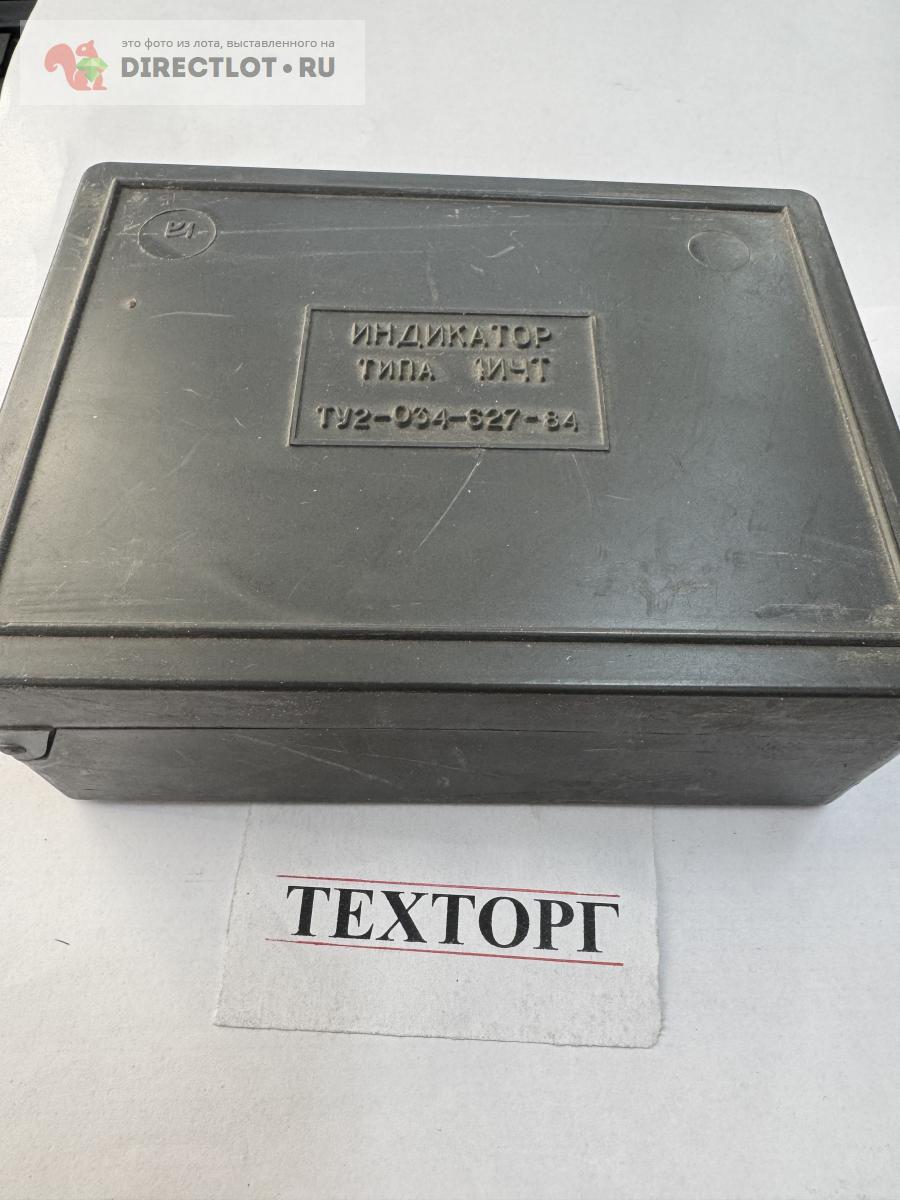 это фото из лота, выставленного на
DIRECTLOT•RU
ИНДИКАТОР
ТИПА 1ИЧТ
ТУ2-034-627-84
ТЕХТОРГ